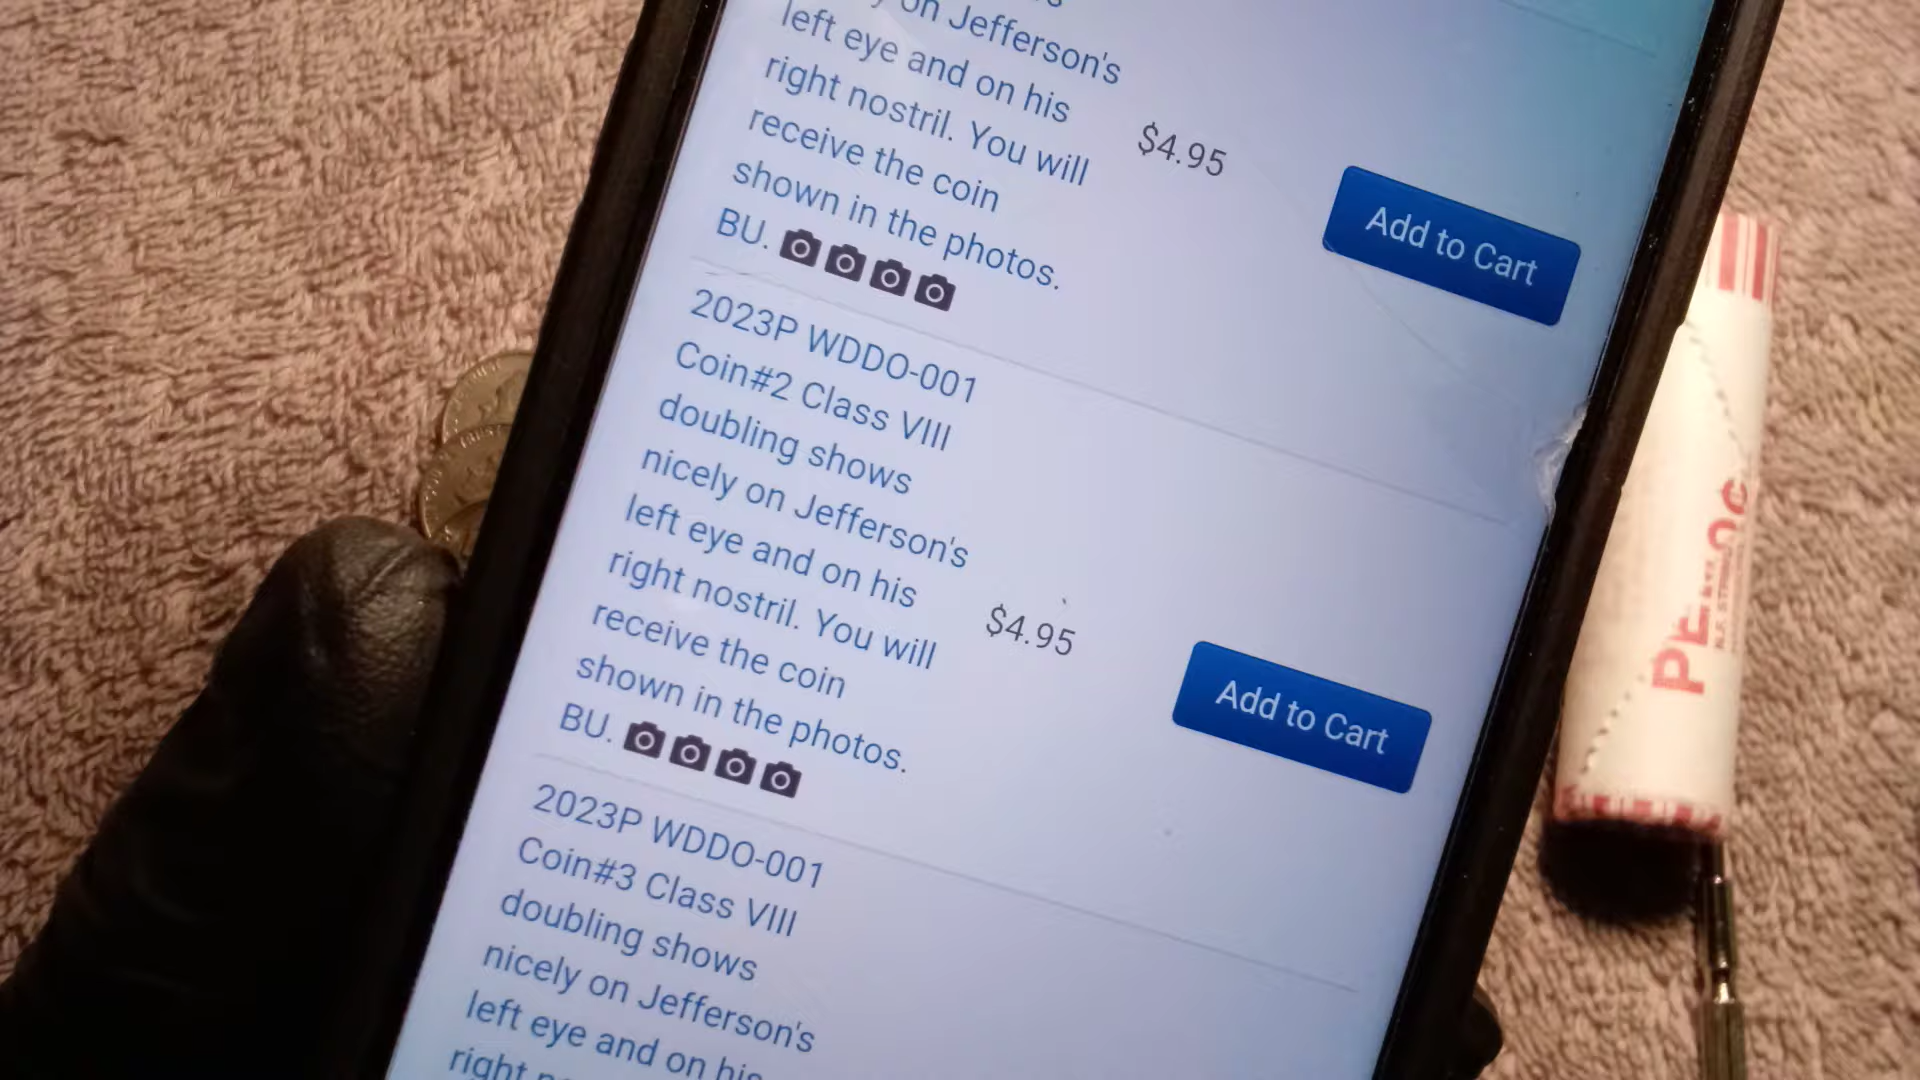 on Jefferson's
left eye and on his
right nostril. You will
receive the coin
shown in the photos.
BU.
$4.95
Add to Cart
2023P WDDO-001
Coin#2 Class VIII
doubling shows
nicely on Jefferson's
left eye and on his
right nostril. You will
receive the coin
shown in the photos.
BU.
$4.95
Add to Cart
2023P WDDO-001
Coin#3 Class VIII
doubling shows
nicely on Jefferson's
left eye and on his
right